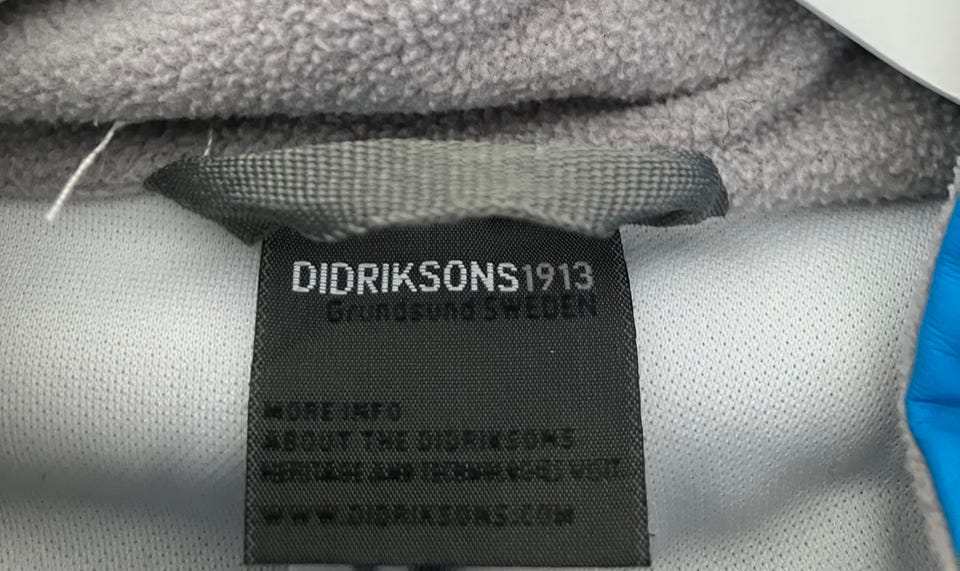 DIDRIKSONS1913
Grundsund SWEDEN
MORE INFO
ABOUT THE DIDRIKSONS
HERITAGE AND VISIT
WWW.DIDRIKSONS.COM